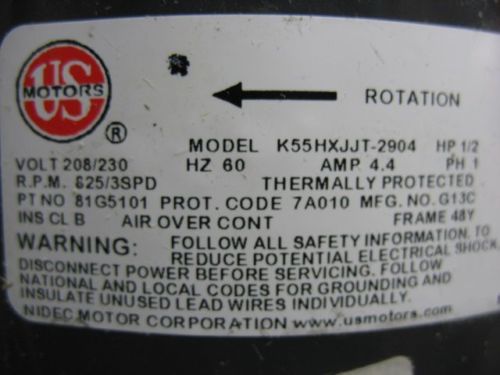 US
MOTORS
®
ROTATION
MODEL K55HXJJT-2904 HP 1/2
VOLT 208/230 HZ 60 AMP 4.4 PH 1
R.P.M. 825/3SPD THERMALLY PROTECTED
PT NO 81G5101 PROT. CODE 7A010 MFG. NO. G13C
INS CL B AIR OVER CONT FRAME 48Y
WARNING: FOLLOW ALL SAFETY INFORMATION, TO
REDUCE POTENTIAL ELECTRICAL SHOCK
DISCONNECT POWER BEFORE SERVICING. FOLLOW
NATIONAL AND LOCAL CODES FOR GROUNDING AND
INSULATE UNUSED LEAD WIRES INDIVIDUALLY.
NIDEC MOTOR CORPORATION www.usmotors.com